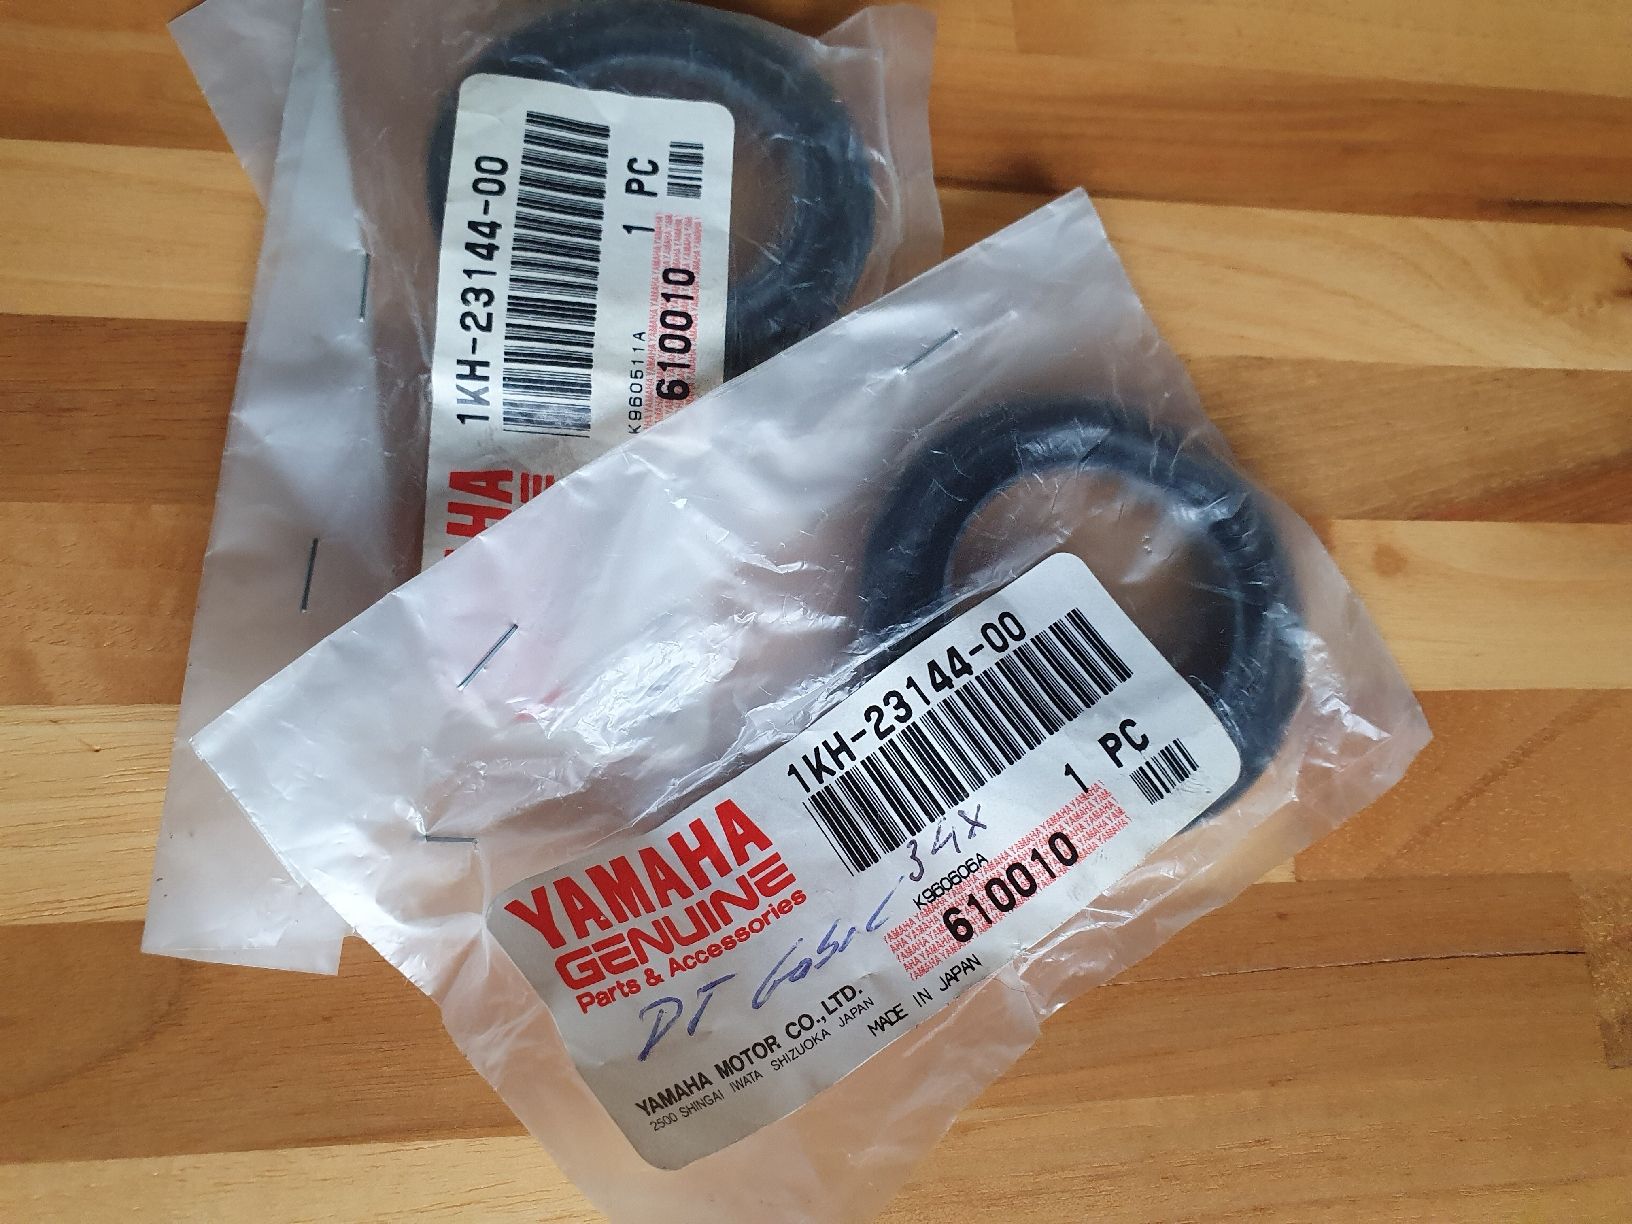 1KH-23144-00
1 PC
K960511A
610010
YAMAHA
1KH-23144-00
1 PC
34X
K960606A
610010
YAMAHA
GENUINE
Parts & Accessories
DT
YAMAHA MOTOR CO.,LTD.
2500 SHINGAI IWATA SHIZUOKA JAPAN
MADE IN JAPAN